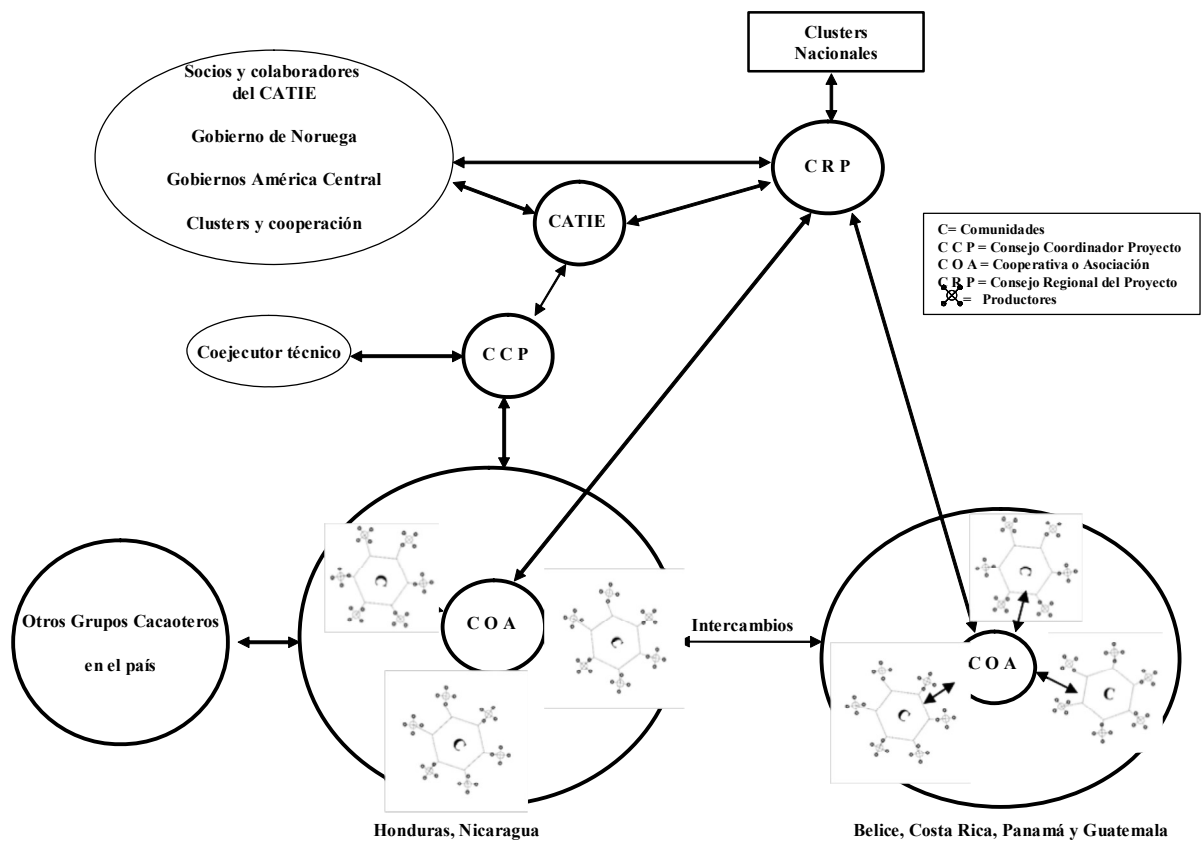 Clusters
Nacionales
Socios y colaboradores
del CATIE
Gobierno de Noruega
Gobiernos América Central
Clusters y cooperación
C R P
CATIE
C= Comunidades
C C P = Consejo Coordinador Proyecto
C O A = Cooperativa o Asociación
C R P = Consejo Regional del Proyecto
= Productores
Coejecutor técnico
C C P
Otros Grupos Cacaoteros
en el país
C
C O A
C
C
Intercambios
C
C O A
C
C
Honduras, Nicaragua
Belice, Costa Rica, Panamá y Guatemala